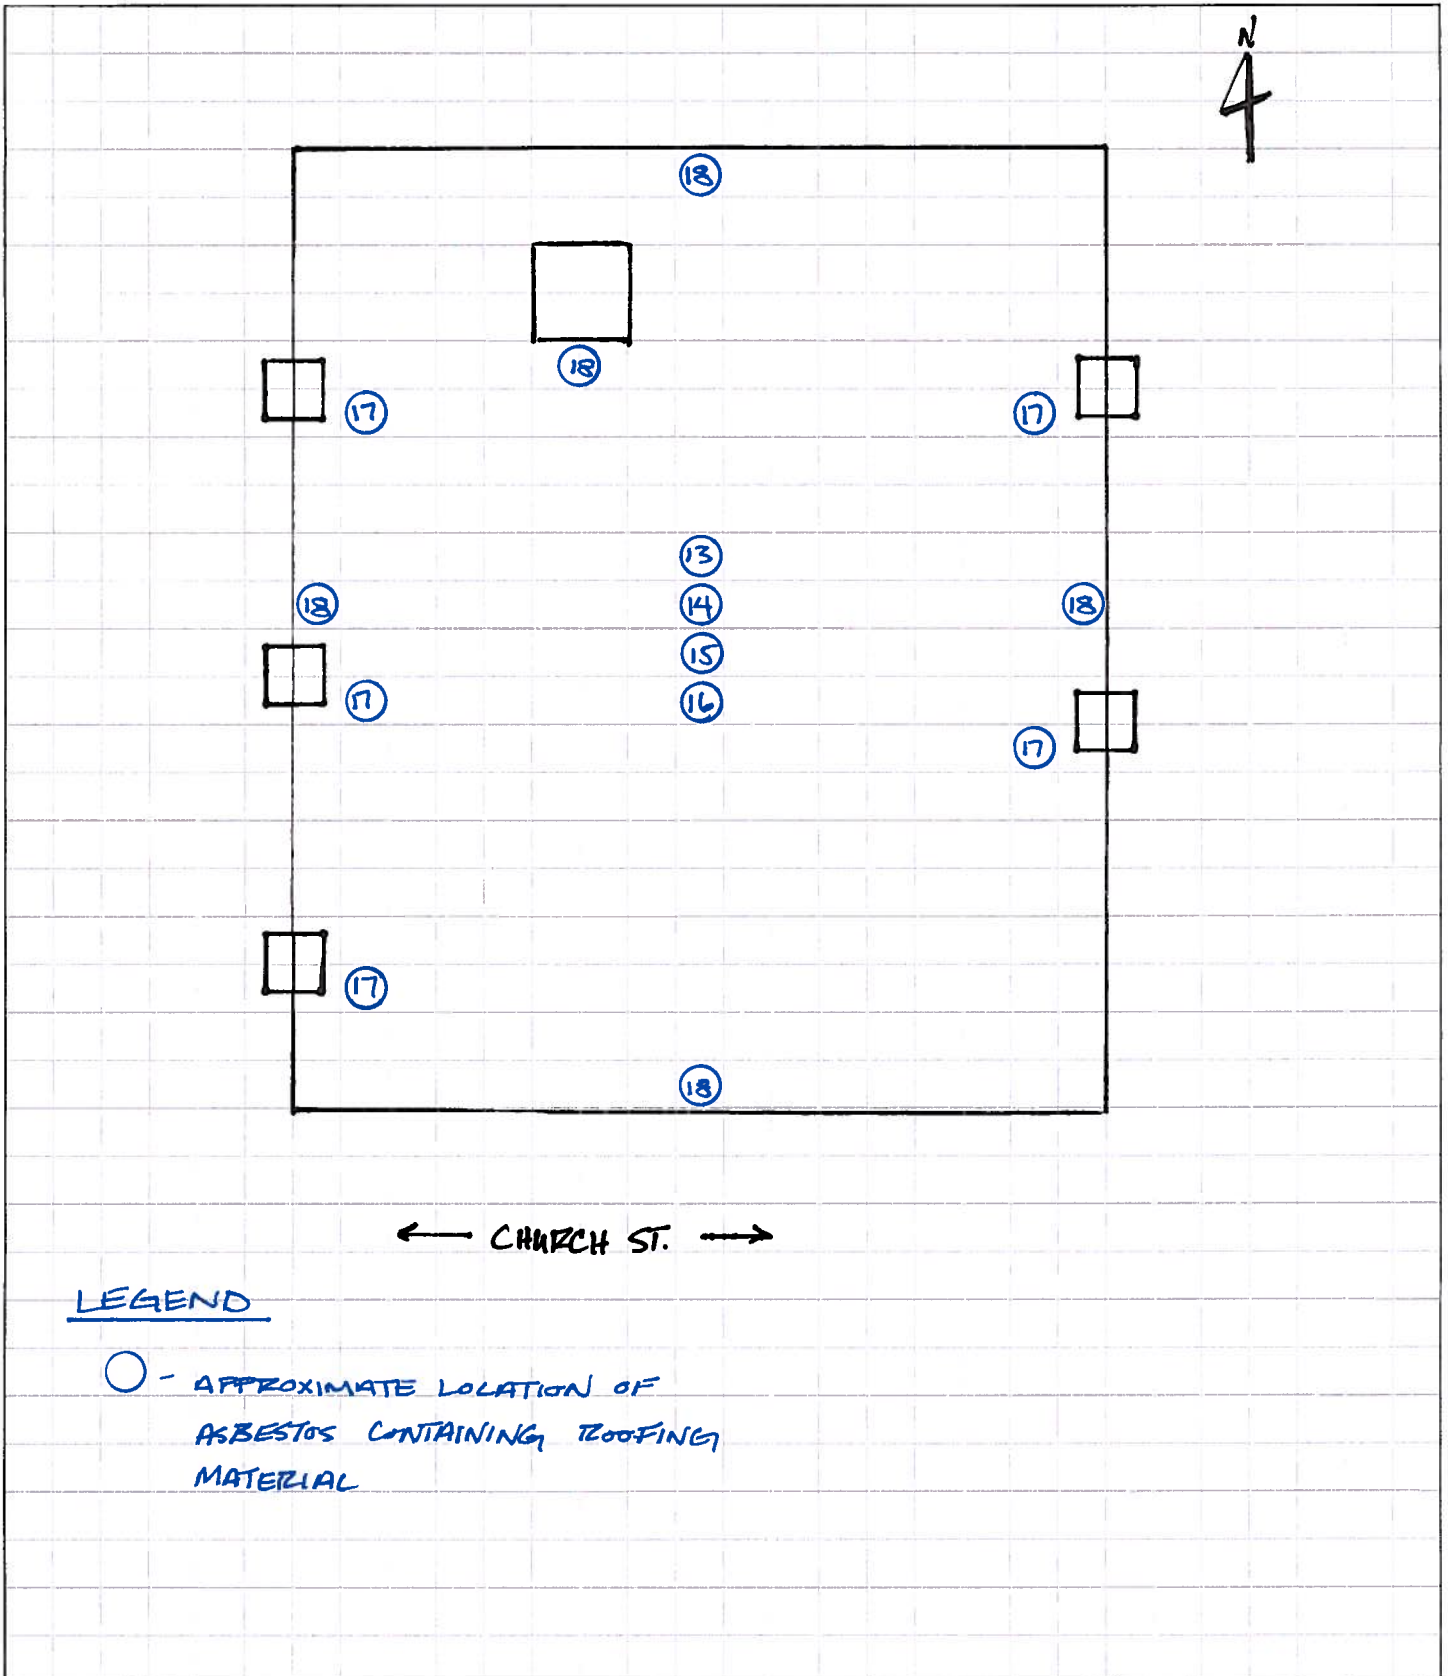 N
18
18
17
17
13
18
14
18
15
17
16
17
17
18
← CHURCH ST. →
LEGEND
- APPROXIMATE LOCATION OF
ASBESTOS CONTAINING ROOFING
MATERIAL